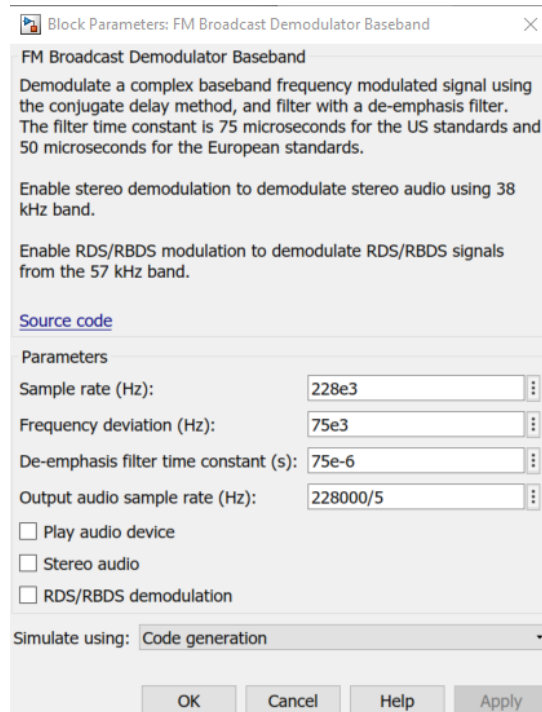 Block Parameters: FM Broadcast Demodulator Baseband
FM Broadcast Demodulator Baseband
Demodulate a complex baseband frequency modulated signal using
the conjugate delay method, and filter with a de-emphasis filter.
The filter time constant is 75 microseconds for the US standards and
50 microseconds for the European standards.
Enable stereo demodulation to demodulate stereo audio using 38
kHz band.
Enable RDS/RBDS modulation to demodulate RDS/RBDS signals
from the 57 kHz band.
Source code
Parameters
Sample rate (Hz): 228e3
Frequency deviation (Hz): 75e3
De-emphasis filter time constant (s): 75e-6
Output audio sample rate (Hz): 228000/5
Play audio device
Stereo audio
RDS/RBDS demodulation
Simulate using: Code generation
OK Cancel Help Apply